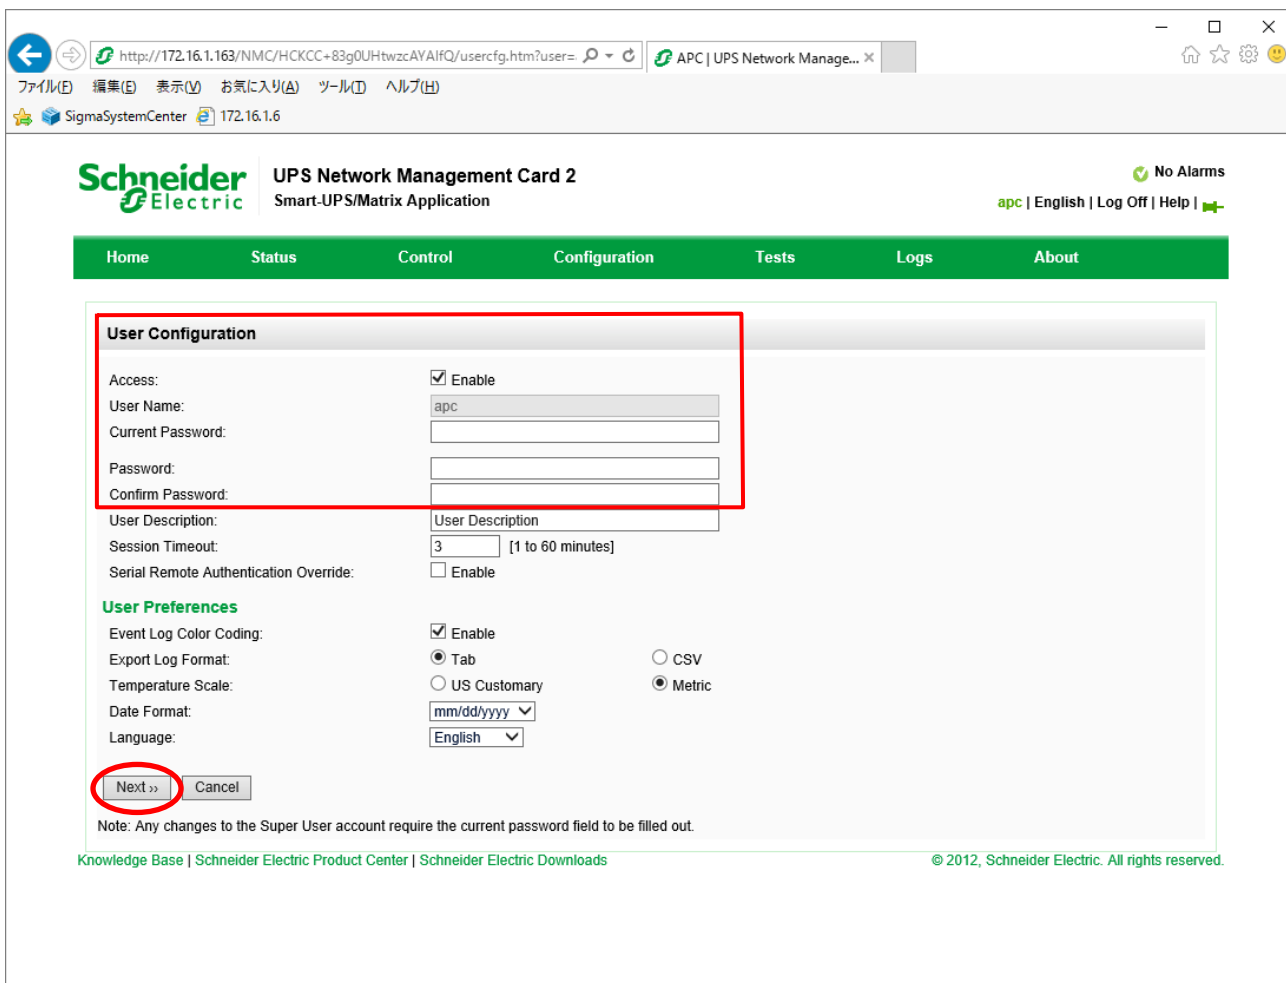 http://172.16.1.163/NMC/HCKCC+83g0UHtwzcAYAIfQ/usercfg.htm?user=
APC | UPS Network Manage...
ファイル(F) 編集(E) 表示(V) お気に入り(A) ツール(T) ヘルプ(H)
SigmaSystemCenter 172.16.1.6
Schneider Electric
UPS Network Management Card 2
Smart-UPS/Matrix Application
No Alarms
apc | English | Log Off | Help |
Home Status Control Configuration Tests Logs About
User Configuration
Access: Enable
User Name: apc
Current Password:
Password:
Confirm Password:
User Description: User Description
Session Timeout: 3 [1 to 60 minutes]
Serial Remote Authentication Override: Enable
User Preferences
Event Log Color Coding: Enable
Export Log Format: Tab CSV
Temperature Scale: US Customary Metric
Date Format: mm/dd/yyyy
Language: English
Next ›› Cancel
Note: Any changes to the Super User account require the current password field to be filled out.
Knowledge Base | Schneider Electric Product Center | Schneider Electric Downloads
© 2012, Schneider Electric. All rights reserved.